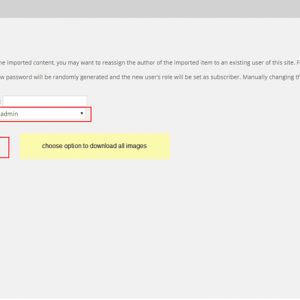 he imported content, you may want to reassign the author of the imported item to an existing user of this site. F
w password will be randomly generated and the new user's role will be set as subscriber. Manually changing th
admin
choose option to download all images